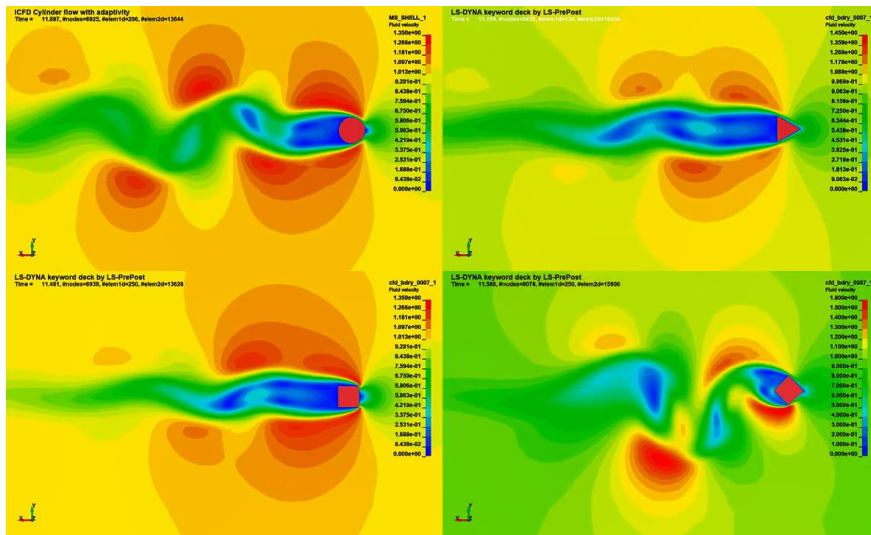 ICFD Cylinder flow with adaptivity
Time = 11.597, #nodes=6925, #elem1d=206, #elem2d=13644
MS_SHELL_1
Fluid velocity
1.350e+00
1.266e+00
1.181e+00
1.097e+00
1.013e+00
9.281e-01
8.438e-01
7.594e-01
6.750e-01
5.906e-01
5.063e-01
4.219e-01
3.375e-01
2.531e-01
1.688e-01
8.438e-02
0.000e+00
Y
X Z
LS-DYNA keyword deck by LS-PrePost
Time =
cfd_bdry_0007_1
Fluid velocity
1.450e+00
1.359e+00
1.269e+00
1.178e+00
1.088e+00
9.969e-01
9.063e-01
8.156e-01
7.250e-01
6.344e-01
5.438e-01
4.531e-01
3.625e-01
2.719e-01
1.813e-01
9.063e-02
0.000e+00
Y
X Z
LS-DYNA keyword deck by LS-PrePost
Time = 11.481, #nodes=6939, #elem1d=250, #elem2d=13628
cfd_bdry_0007_1
Fluid velocity
1.350e+00
1.266e+00
1.181e+00
1.097e+00
1.013e+00
9.281e-01
8.438e-01
7.594e-01
6.750e-01
5.906e-01
5.063e-01
4.219e-01
3.375e-01
2.531e-01
1.688e-01
8.438e-02
0.000e+00
Y
X Z
LS-DYNA keyword deck by LS-PrePost
Time = 11.586, #nodes=8078, #elem1d=250, #elem2d=15906
cfd_bdry_0007_1
Fluid velocity
1.600e+00
1.500e+00
1.400e+00
1.300e+00
1.200e+00
1.100e+00
1.000e+00
9.000e-01
8.000e-01
7.000e-01
6.000e-01
5.000e-01
4.000e-01
3.000e-01
2.000e-01
1.000e-01
0.000e+00
Y
X Z